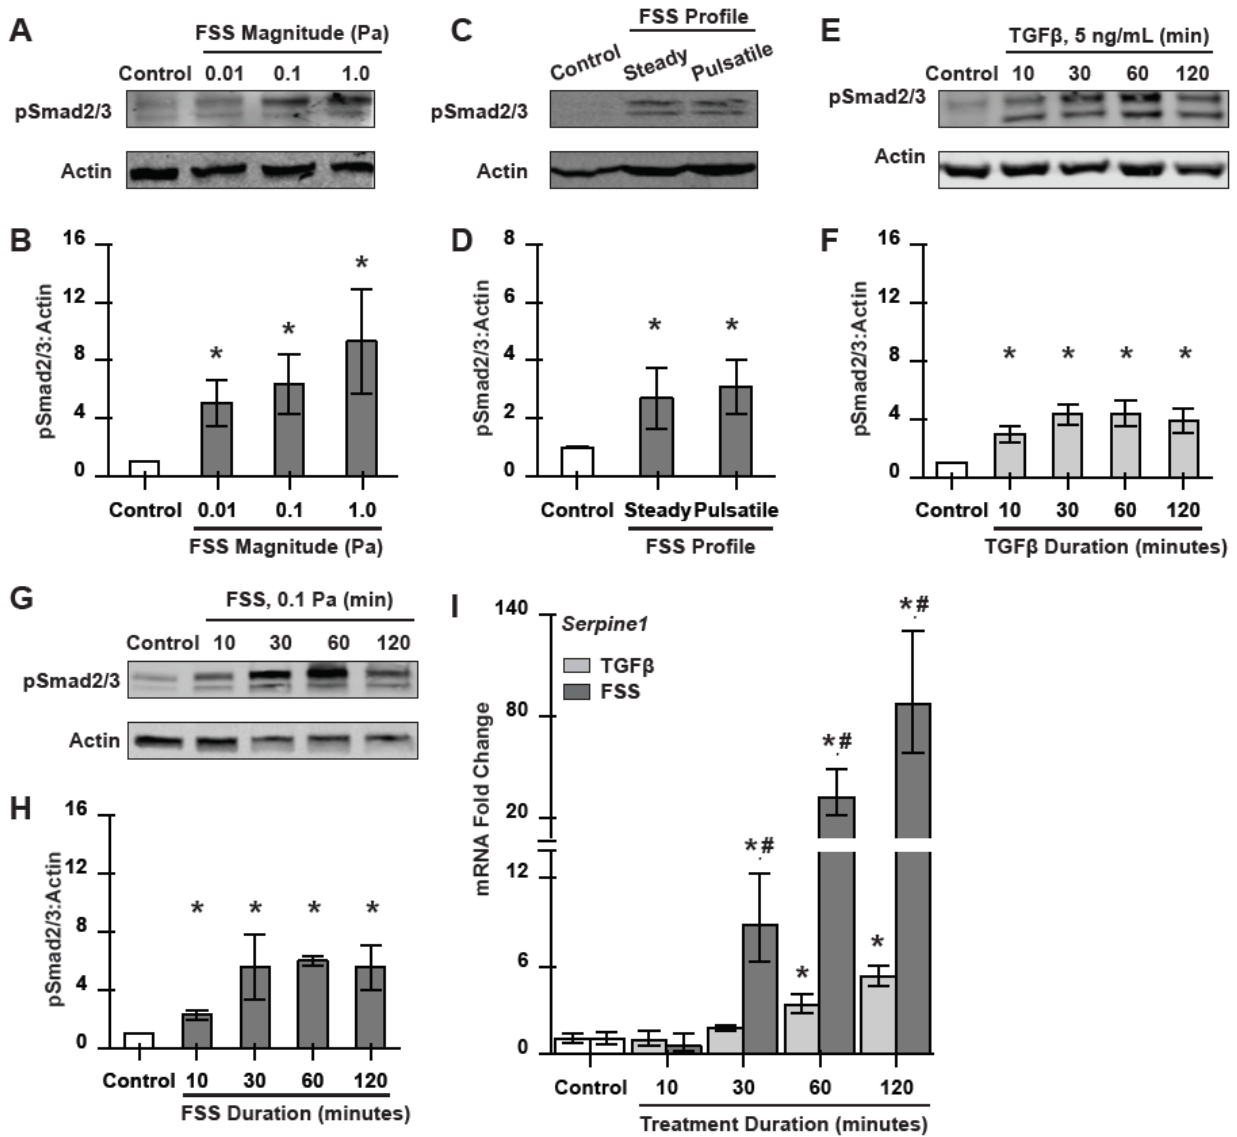 A
FSS Magnitude (Pa)
Control 0.01 0.1 1.0
pSmad2/3
Actin
B
16
12
8
4
0
pSmad2/3:Actin
* * *
Control 0.01 0.1 1.0
FSS Magnitude (Pa)
C
FSS Profile
Control Steady Pulsatile
pSmad2/3
Actin
D
8
6
4
2
0
pSmad2/3:Actin
* *
Control Steady Pulsatile
FSS Profile
E
TGFβ, 5 ng/mL (min)
Control 10 30 60 120
pSmad2/3
Actin
F
16
12
8
4
0
pSmad2/3:Actin
* * * *
Control 10 30 60 120
TGFβ Duration (minutes)
G
FSS, 0.1 Pa (min)
Control 10 30 60 120
pSmad2/3
Actin
H
16
12
8
4
0
pSmad2/3:Actin
* * * *
Control 10 30 60 120
FSS Duration (minutes)
I
140
80
20
12
6
0
mRNA Fold Change
Serpine1
TGFβ
FSS
*# * *# * *#
Control 10 30 60 120
Treatment Duration (minutes)